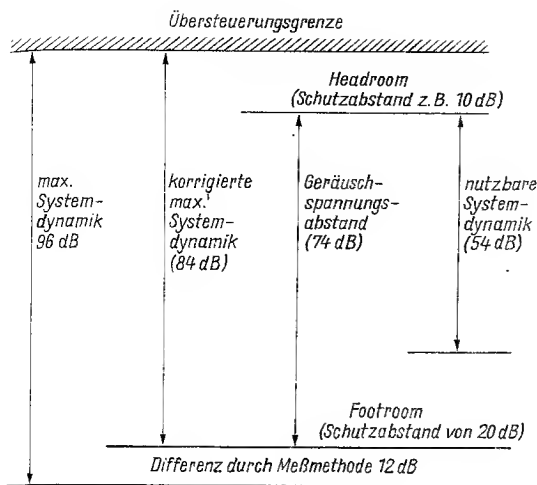 Übersteuerungsgrenze
Headroom
(Schutzabstand z. B. 10 dB)
max.
System-
dynamik
96 dB
korrigierte
max.
System-
dynamik
(84 dB)
Geräusch-
spannungs-
abstand
(74 dB)
nutzbare
System-
dynamik
(54 dB)
Footroom
(Schutzabstand von 20 dB)
Differenz durch Meßmethode 12 dB